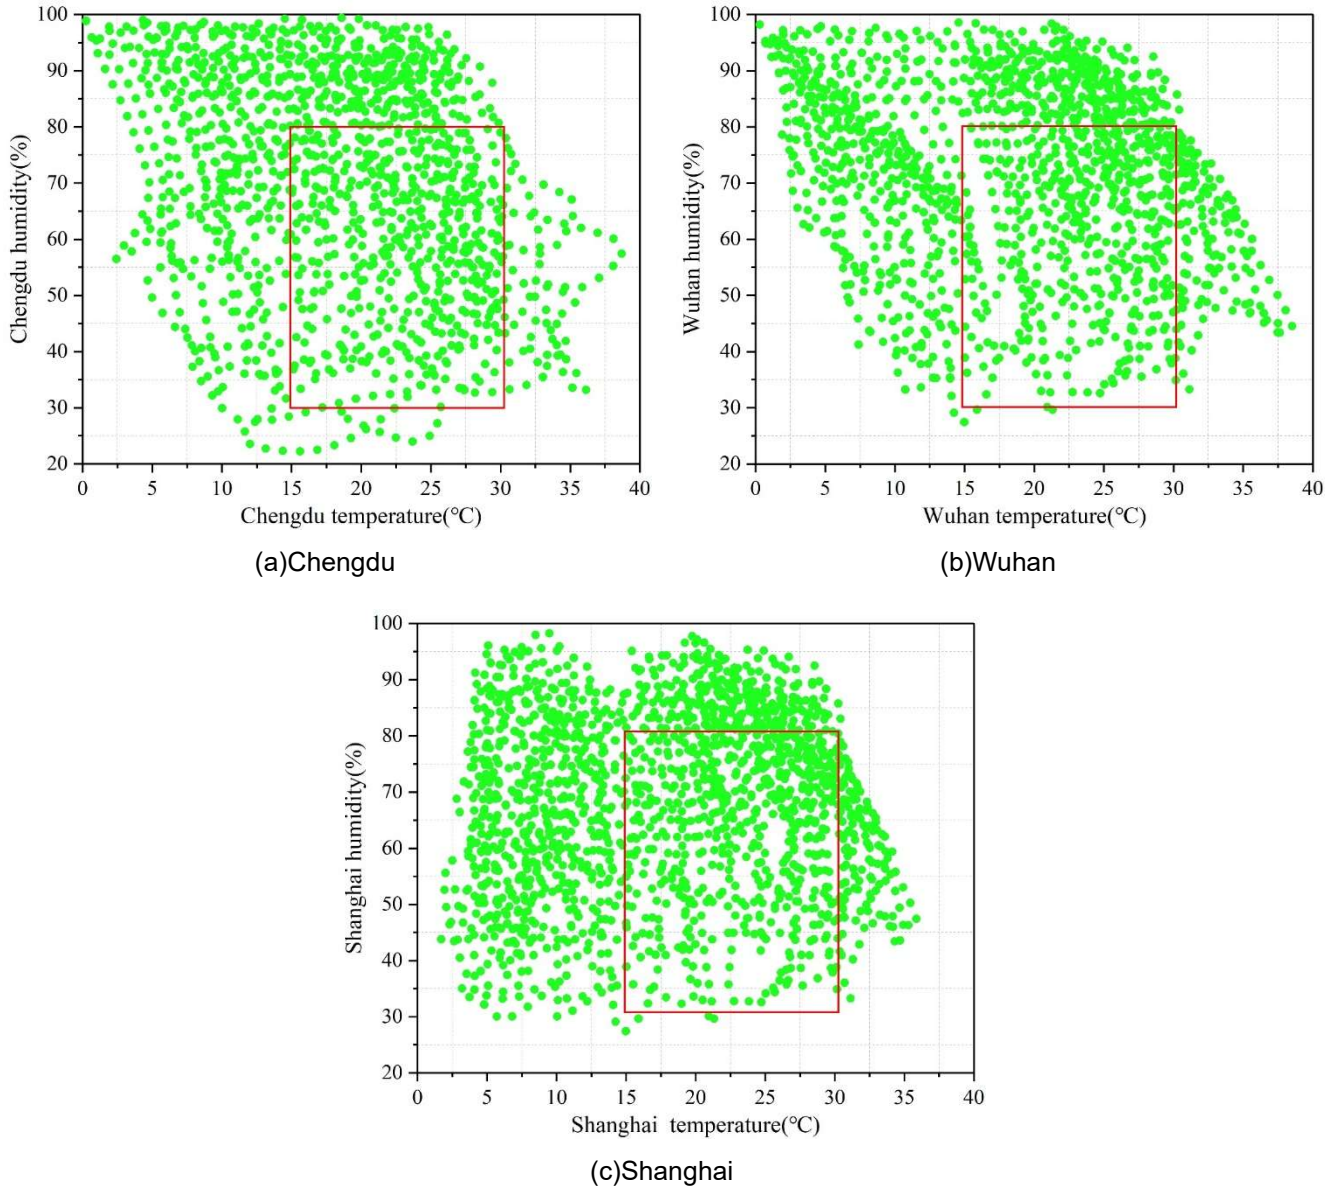 100
90
80
70
60
50
40
30
20
Chengdu humidity(%)
0 5 10 15 20 25 30 35 40
Chengdu temperature(℃)
(a)Chengdu
100
90
80
70
60
50
40
30
20
Wuhan humidity(%)
0 5 10 15 20 25 30 35 40
Wuhan temperature(℃)
(b)Wuhan
100
90
80
70
60
50
40
30
20
Shanghai humidity(%)
0 5 10 15 20 25 30 35 40
Shanghai temperature(℃)
(c)Shanghai